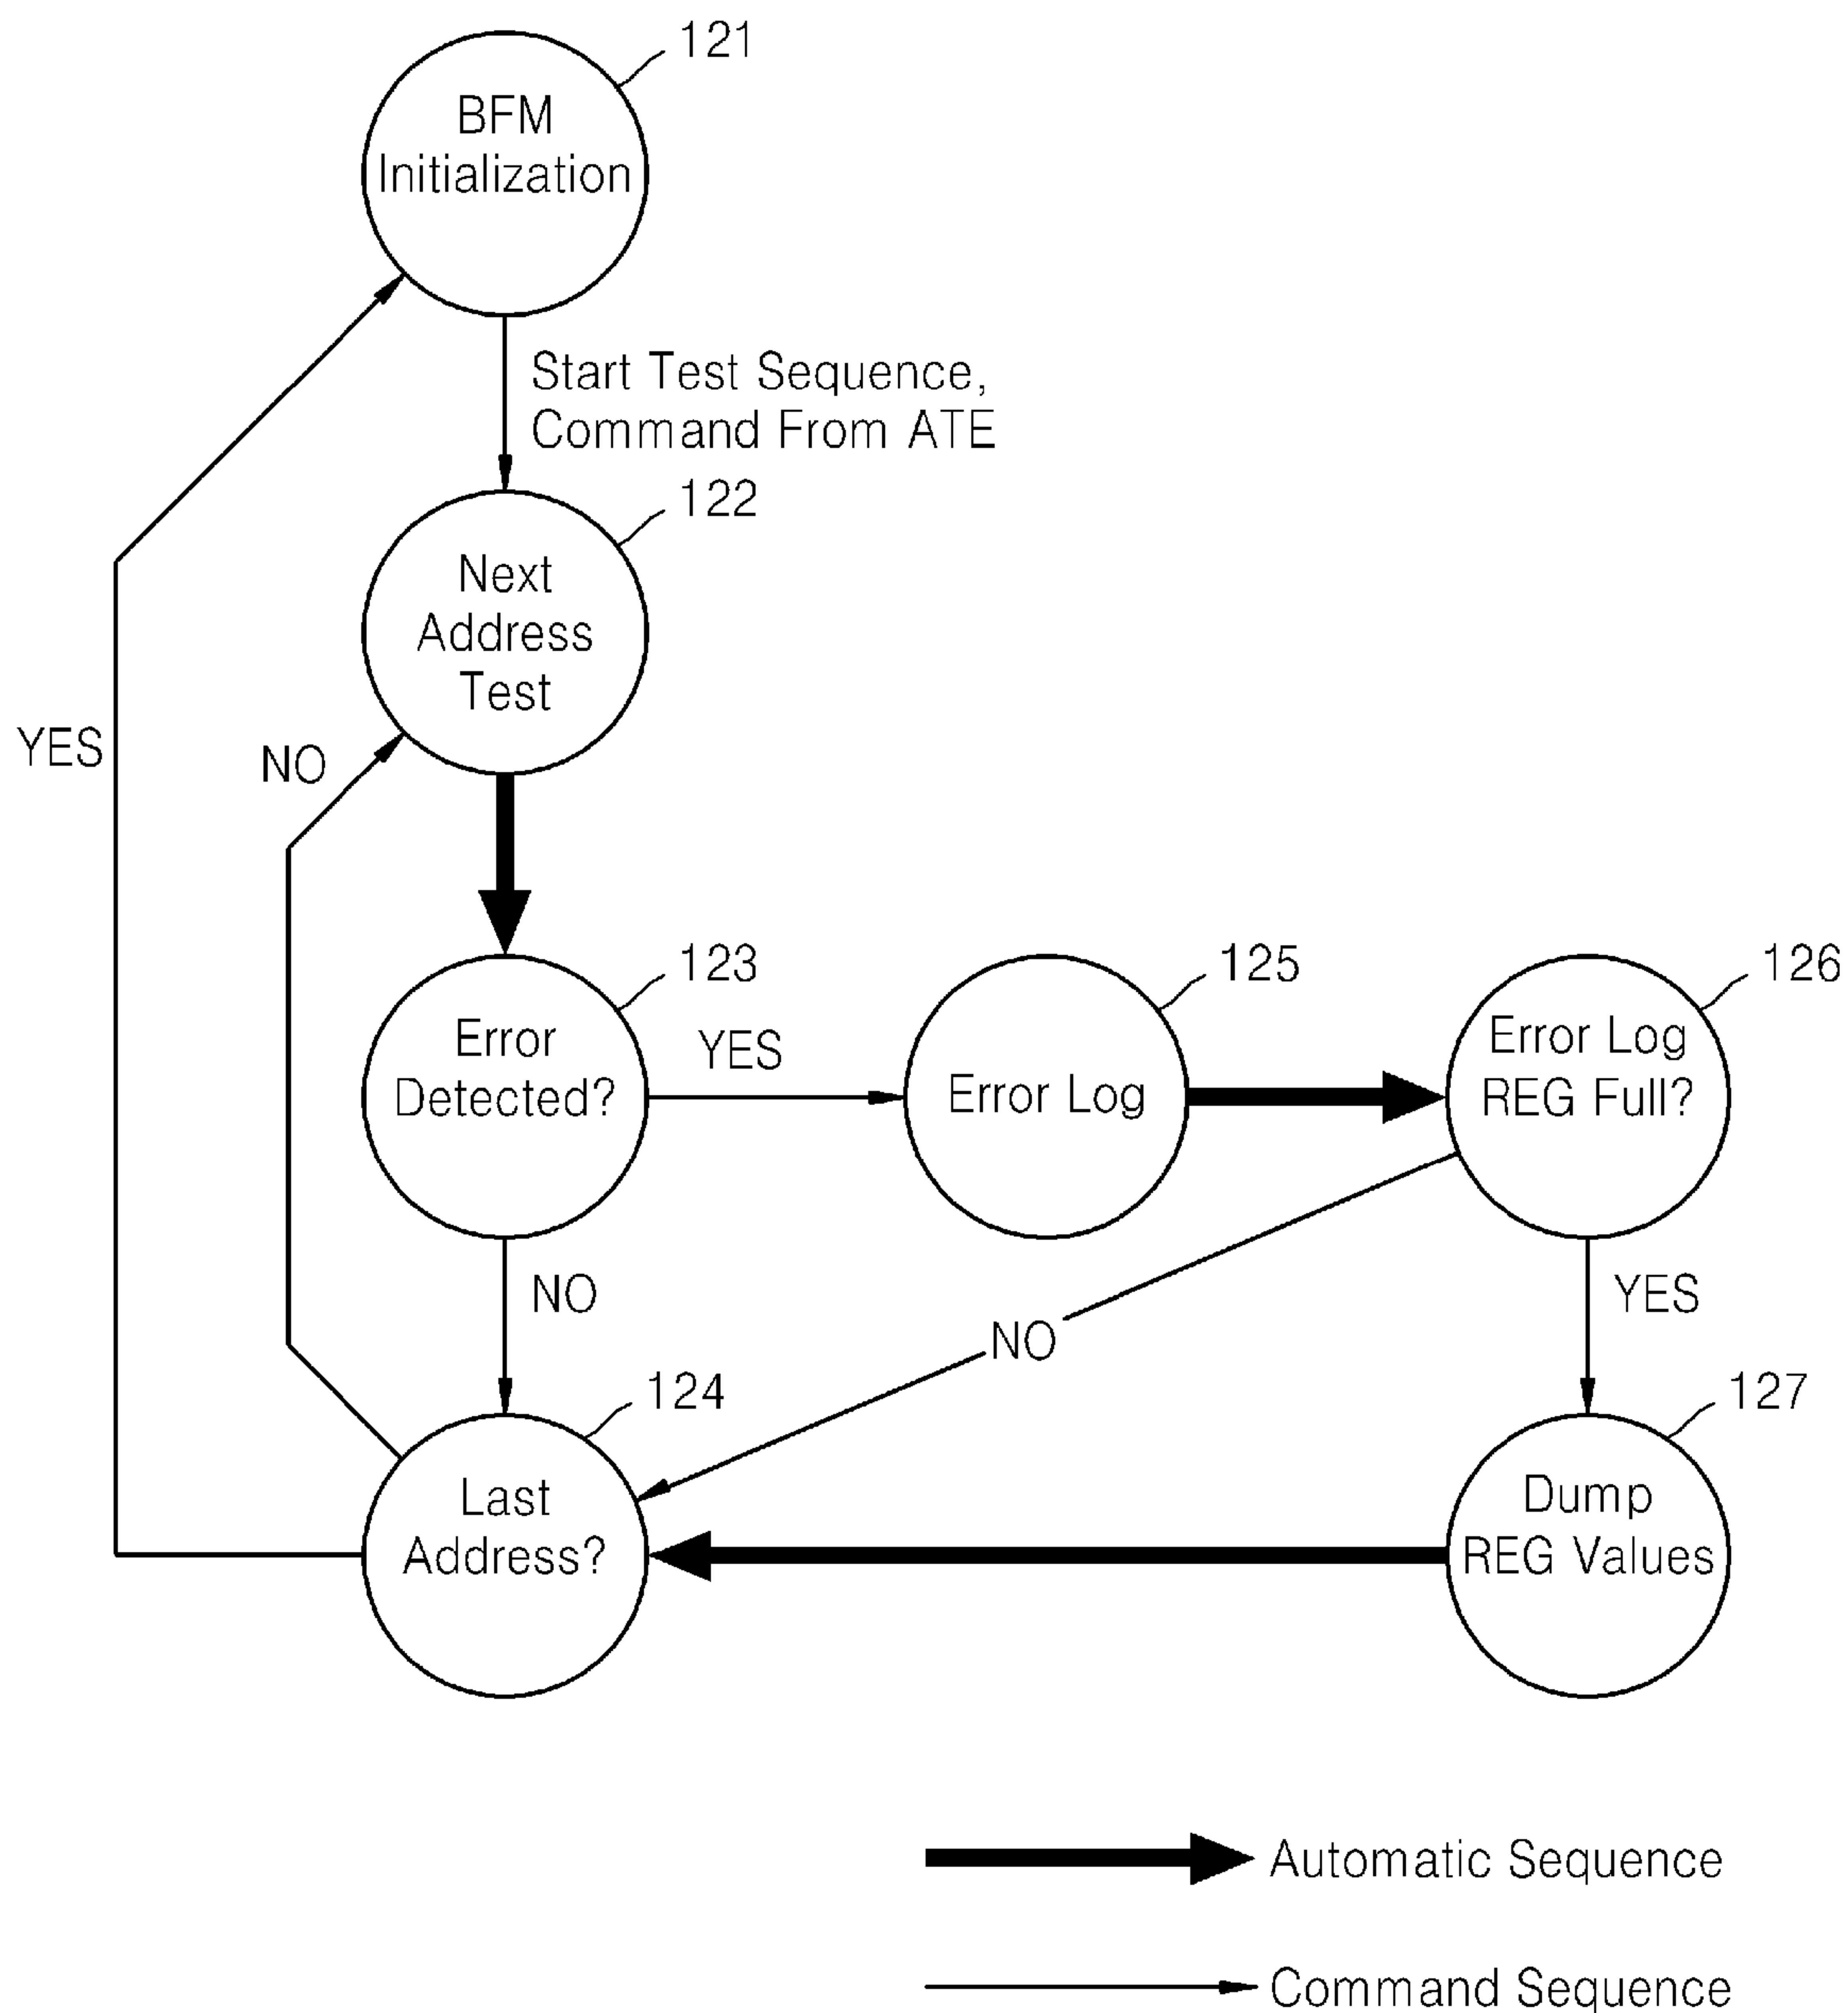 121
BFM
Initialization
Start Test Sequence,
Command From ATE
122
Next
Address
Test
YES
NO
123
Error
Detected?
YES
125
Error Log
126
Error Log
REG Full?
NO
NO
YES
124
Last
Address?
127
Dump
REG Values
Automatic Sequence
Command Sequence